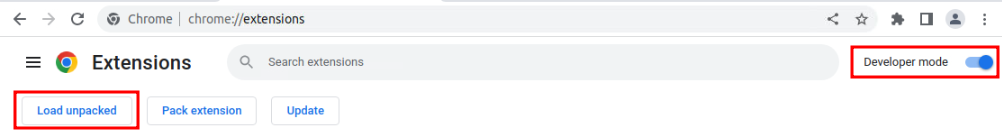 Chrome | chrome://extensions
Extensions Search extensions Developer mode
Load unpacked Pack extension Update